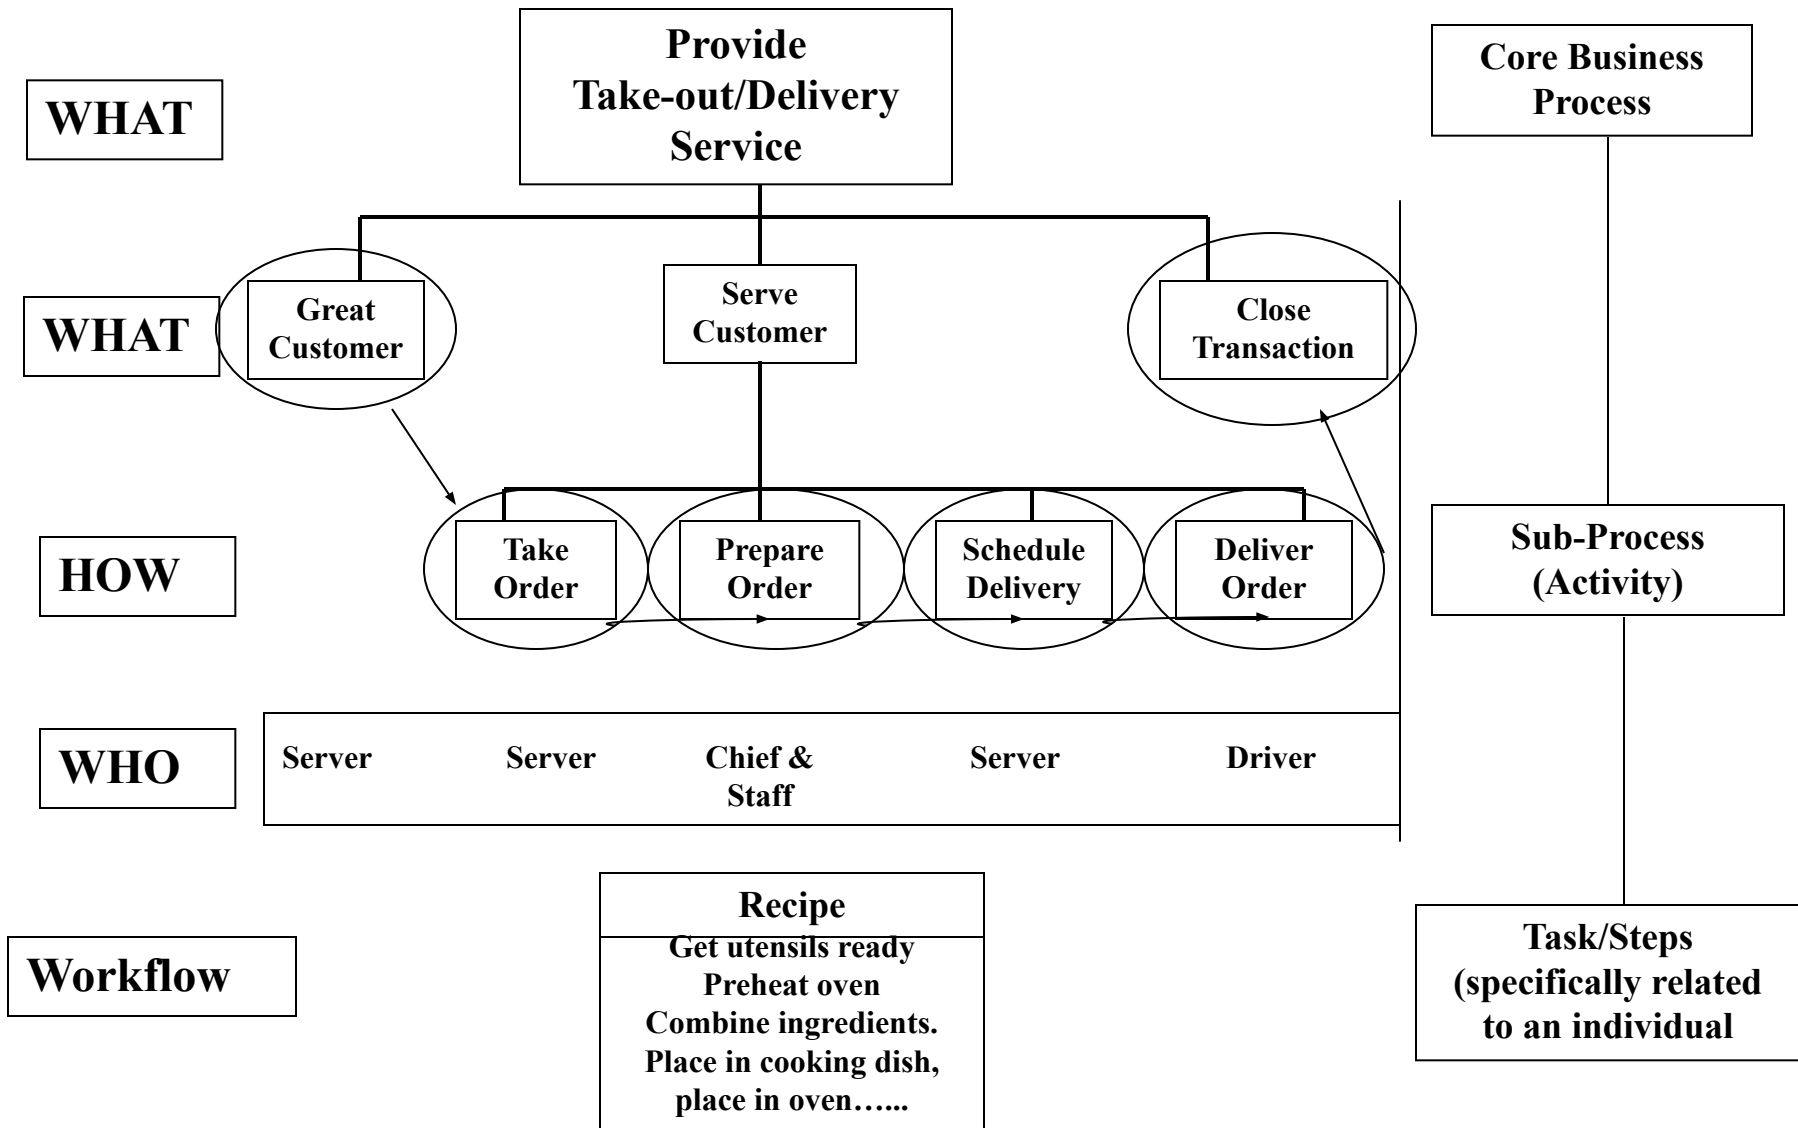 Provide
Take-out/Delivery
Service
Core Business
Process
WHAT
WHAT
Great
Customer
Serve
Customer
Close
Transaction
HOW
Take
Order
Prepare
Order
Schedule
Delivery
Deliver
Order
Sub-Process
(Activity)
WHO
Server
Server
Chief &
Staff
Server
Driver
Workflow
Recipe
Get utensils ready
Preheat oven
Combine ingredients.
Place in cooking dish,
place in oven…...
Task/Steps
(specifically related
to an individual